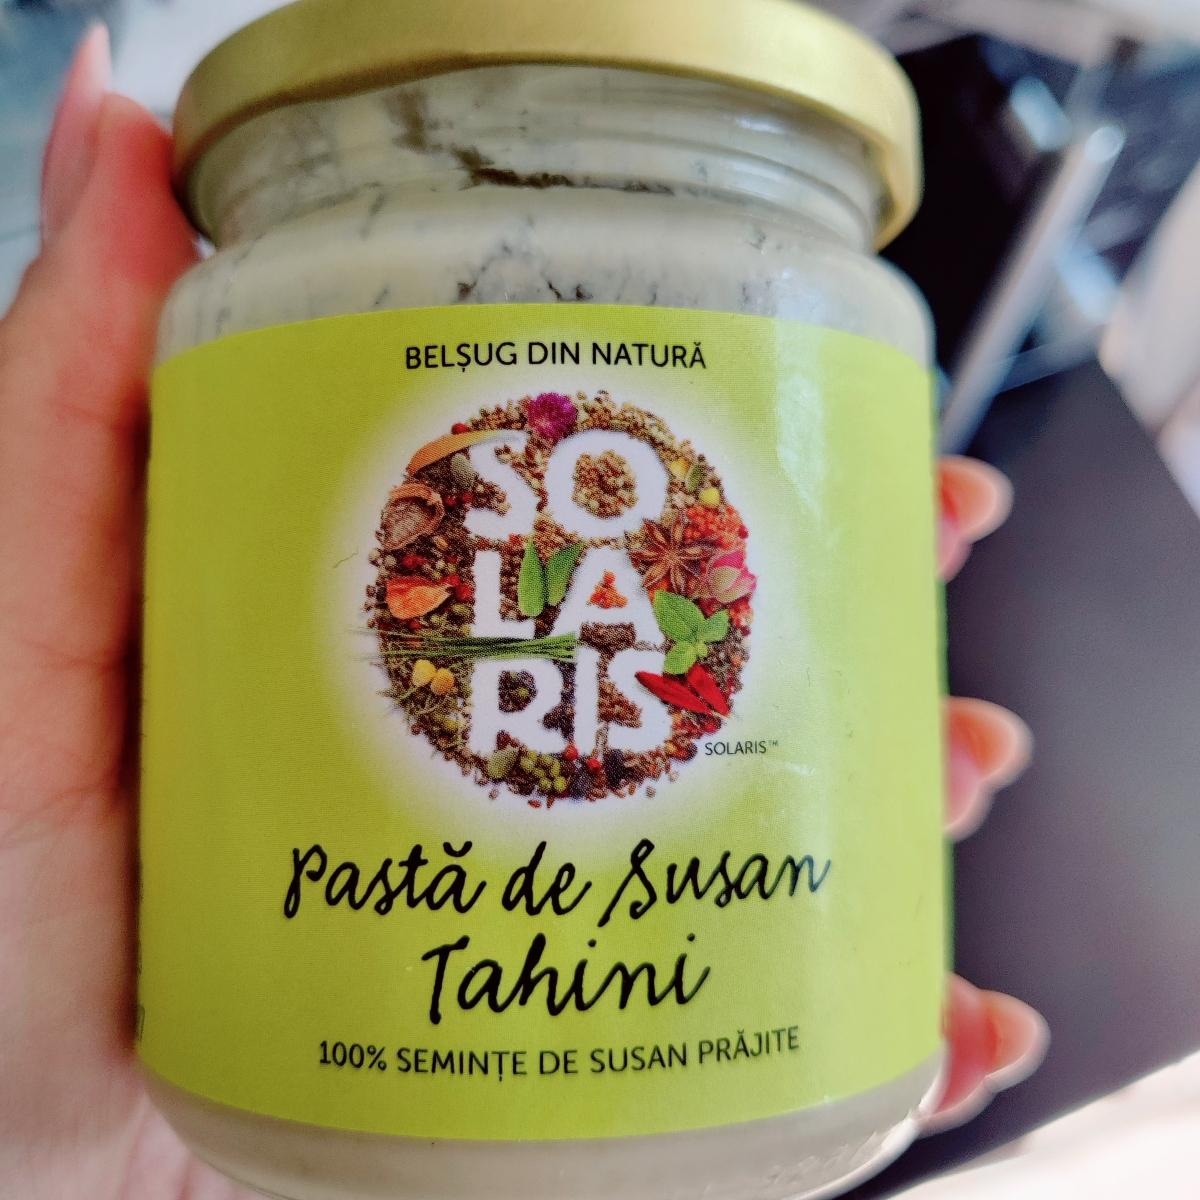 BELȘUG DIN NATURĂ
SO
LA
RIS
SOLARIS™
Pastă de Susan
Tahini
100% SEMINȚE DE SUSAN PRĂJITE